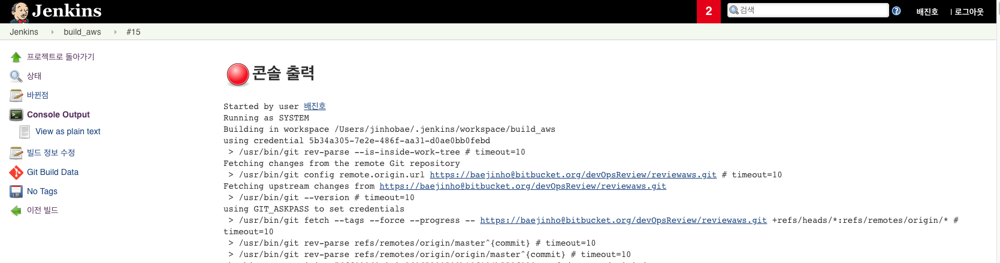 Jenkins
2
검색
배진호
| 로그아웃
Jenkins
build_aws
#15
프로젝트로 돌아가기
상태
바뀐점
Console Output
View as plain text
빌드 정보 수정
Git Build Data
No Tags
이전 빌드
콘솔 출력
Started by user 배진호
Running as SYSTEM
Building in workspace /Users/jinhobae/.jenkins/workspace/build_aws
using credential 5b34a305-7e2e-486f-aa31-d0ae0bb0febd
> /usr/bin/git rev-parse --is-inside-work-tree # timeout=10
Fetching changes from the remote Git repository
> /usr/bin/git config remote.origin.url https://baejinho@bitbucket.org/devOpsReview/reviewaws.git # timeout=10
Fetching upstream changes from https://baejinho@bitbucket.org/devOpsReview/reviewaws.git
> /usr/bin/git --version # timeout=10
using GIT_ASKPASS to set credentials
> /usr/bin/git fetch --tags --force --progress -- https://baejinho@bitbucket.org/devOpsReview/reviewaws.git +refs/heads/*:refs/remotes/origin/* #
timeout=10
> /usr/bin/git rev-parse refs/remotes/origin/master^{commit} # timeout=10
> /usr/bin/git rev-parse refs/remotes/origin/origin/master^{commit} # timeout=10